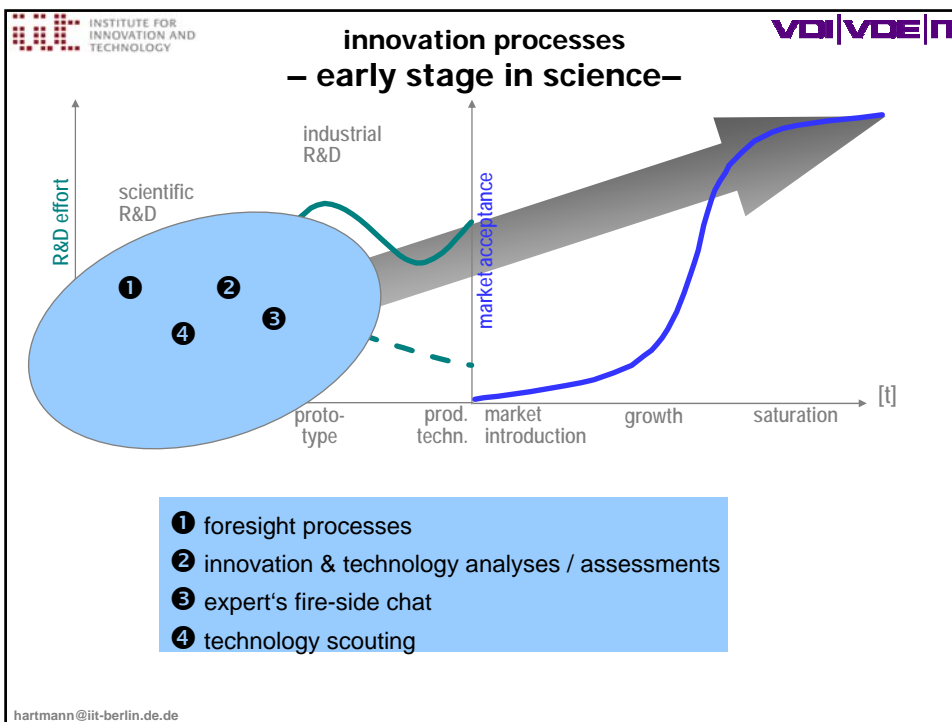 INSTITUTE FOR
INNOVATION AND
TECHNOLOGY
innovation processes
– early stage in science–
VDI|VDE|IT
R&D effort
scientific
R&D
industrial
R&D
market acceptance
❶
❷
❸
❹
[t]
proto-
type
prod.
techn.
market
introduction
growth
saturation
❶ foresight processes
❷ innovation & technology analyses / assessments
❸ expert‘s fire-side chat
❹ technology scouting
hartmann@iit-berlin.de.de